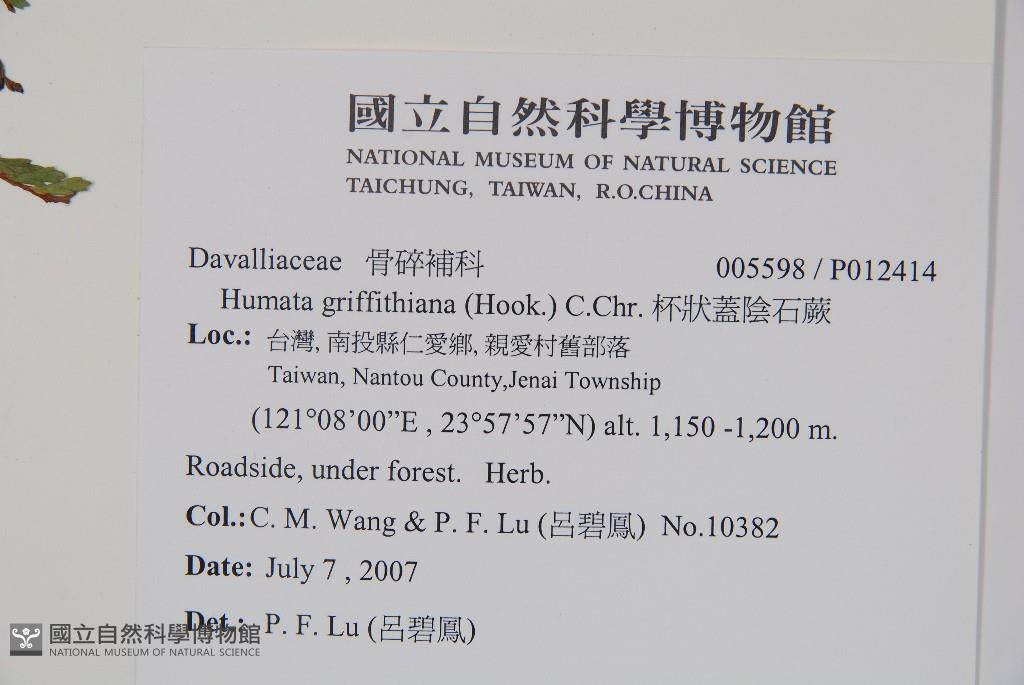 國立自然科學博物館
NATIONAL MUSEUM OF NATURAL SCIENCE
TAICHUNG, TAIWAN, R.O.CHINA
Davalliaceae 骨碎補科 005598 / P012414
Humata griffithiana (Hook.) C.Chr. 杯狀蓋陰石蕨
Loc.: 台灣, 南投縣仁愛鄉, 親愛村舊部落
Taiwan, Nantou County,Jenai Township
(121°08’00”E , 23°57’57”N) alt. 1,150 -1,200 m.
Roadside, under forest. Herb.
Col.: C. M. Wang & P. F. Lu (呂碧鳳) No.10382
Date: July 7 , 2007
Det.: P. F. Lu (呂碧鳳)
國立自然科學博物館
NATIONAL MUSEUM OF NATURAL SCIENCE